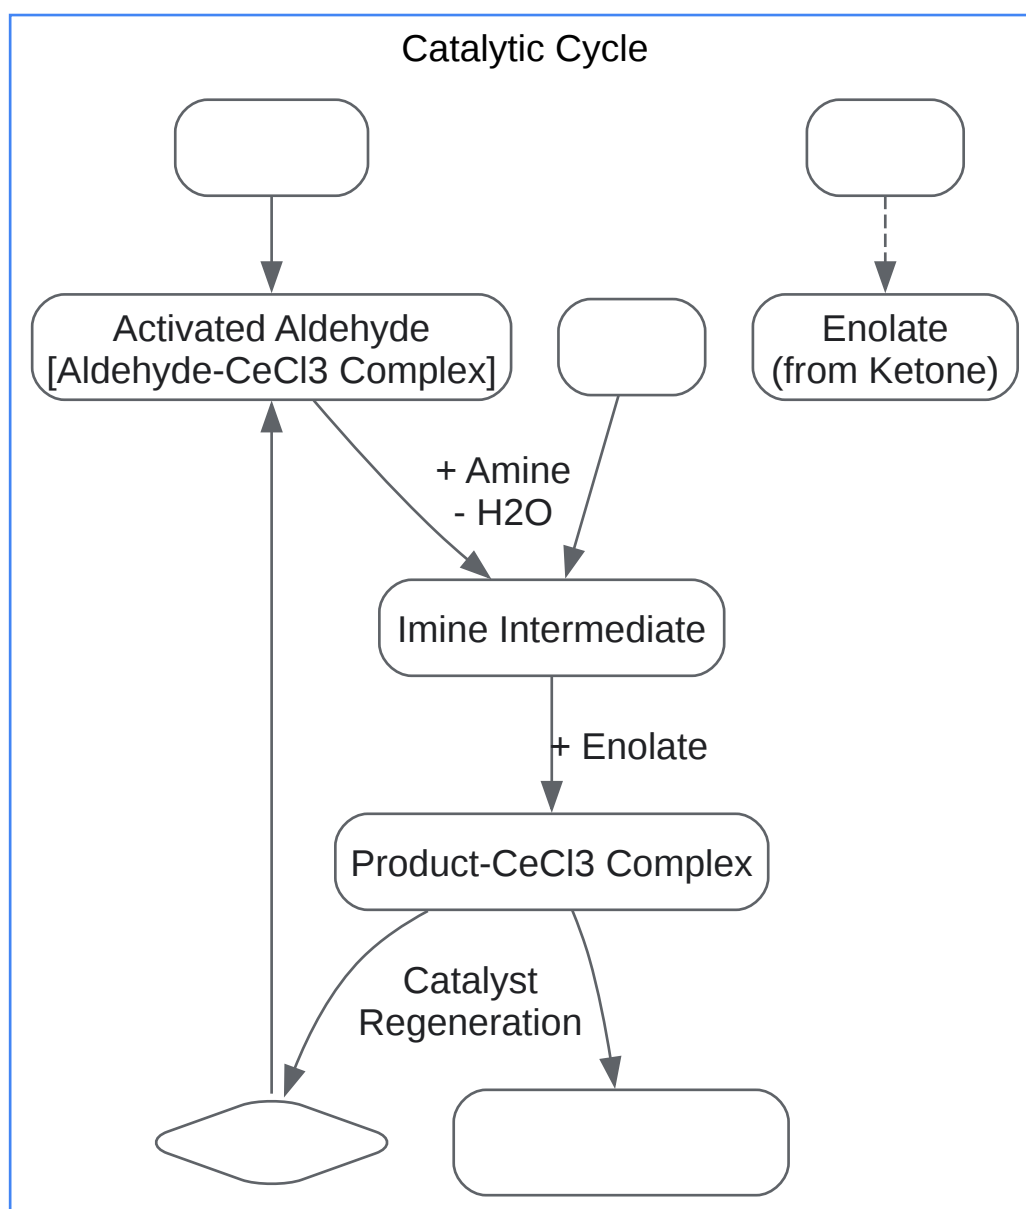 Catalytic Cycle
Activated Aldehyde
[Aldehyde-CeCl3 Complex]
Enolate
(from Ketone)
+ Amine
- H2O
Imine Intermediate
+ Enolate
Product-CeCl3 Complex
Catalyst
Regeneration